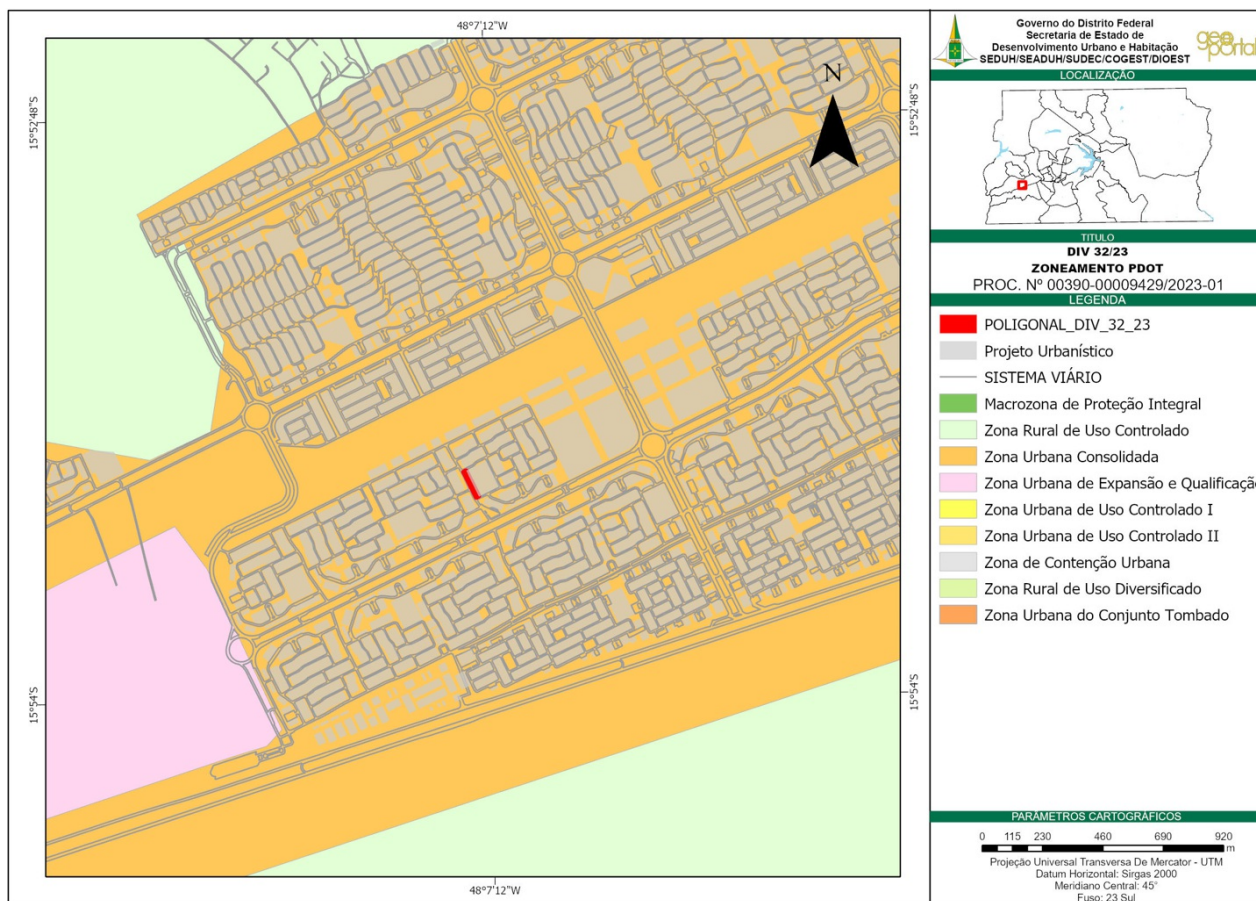 48°7'12"W
15°52'48"S
15°54'S
N
15°52'48"S
15°54'S
48°7'12"W
Governo do Distrito Federal
Secretaria de Estado de
Desenvolvimento Urbano e Habitação
SEDUH/SEADUH/SUDEC/COGEST/DIOEST
geo
portal
LOCALIZAÇÃO
TITULO
DIV 32/23
ZONEAMENTO PDOT
PROC. Nº 00390-00009429/2023-01
LEGENDA
POLIGONAL_DIV_32_23
Projeto Urbanístico
SISTEMA VIÁRIO
Macrozona de Proteção Integral
Zona Rural de Uso Controlado
Zona Urbana Consolidada
Zona Urbana de Expansão e Qualificação
Zona Urbana de Uso Controlado I
Zona Urbana de Uso Controlado II
Zona de Contenção Urbana
Zona Rural de Uso Diversificado
Zona Urbana do Conjunto Tombado
PARÂMETROS CARTOGRÁFICOS
0 115 230 460 690 920
m
Projeção Universal Transversa De Mercator - UTM
Datum Horizontal: Sirgas 2000
Meridiano Central: 45°
Fuso: 23 Sul